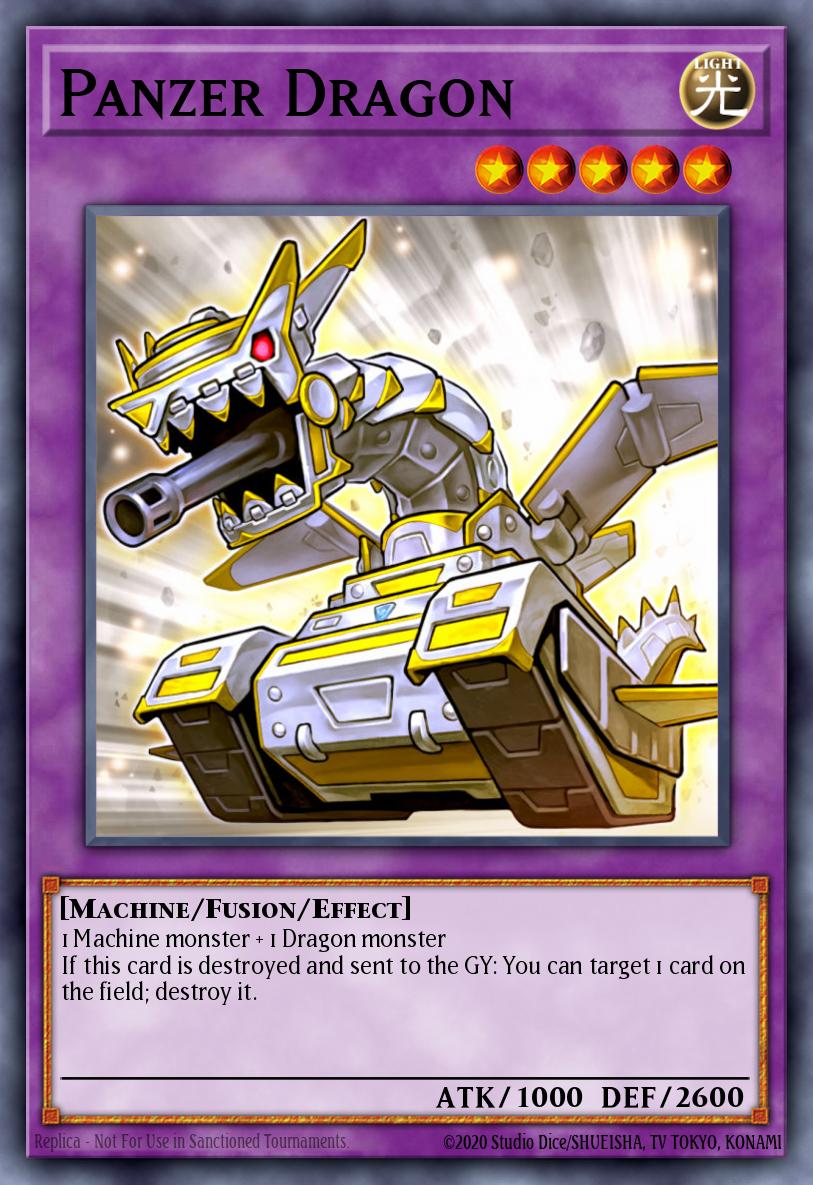 Panzer Dragon
LIGHT
光
[Machine/Fusion/Effect]
1 Machine monster + 1 Dragon monster
If this card is destroyed and sent to the GY: You can target 1 card on
the field; destroy it.
ATK/1000 DEF/2600
Replica - Not For Use in Sanctioned Tournaments.
©2020 Studio Dice/SHUEISHA, TV TOKYO, KONAMI